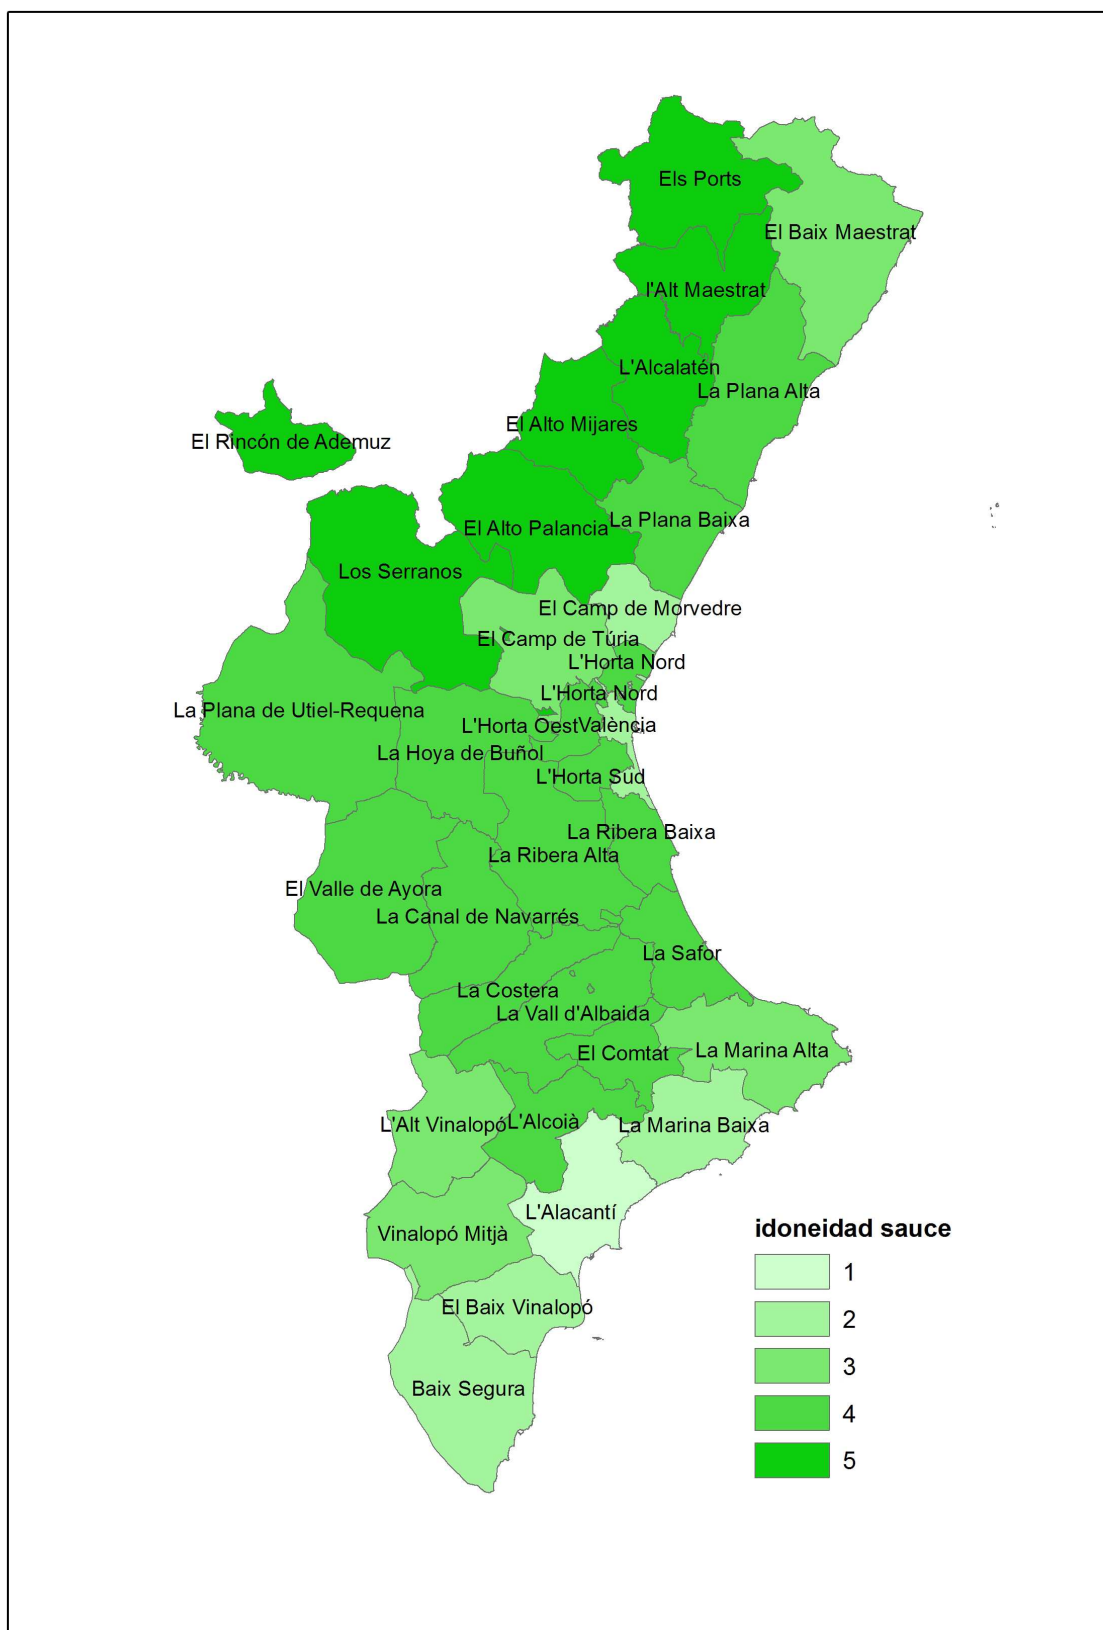 Els Ports
El Baix Maestrat
l'Alt Maestrat
L'Alcalatén
La Plana Alta
El Alto Mijares
El Rincón de Ademuz
La Plana Baixa
El Alto Palancia
Los Serranos
El Camp de Morvedre
El Camp de Túria
L'Horta Nord
L'Horta Nord
La Plana de Utiel-Requena
L'Horta Oest
València
La Hoya de Buñol
L'Horta Sud
La Ribera Baixa
La Ribera Alta
El Valle de Ayora
La Canal de Navarrés
La Safor
La Costera
La Vall d'Albaida
El Comtat
La Marina Alta
L'Alt Vinalopó
L'Alcoià
La Marina Baixa
L'Alacantí
Vinalopó Mitjà
El Baix Vinalopó
Baix Segura
idoneidad sauce
1
2
3
4
5